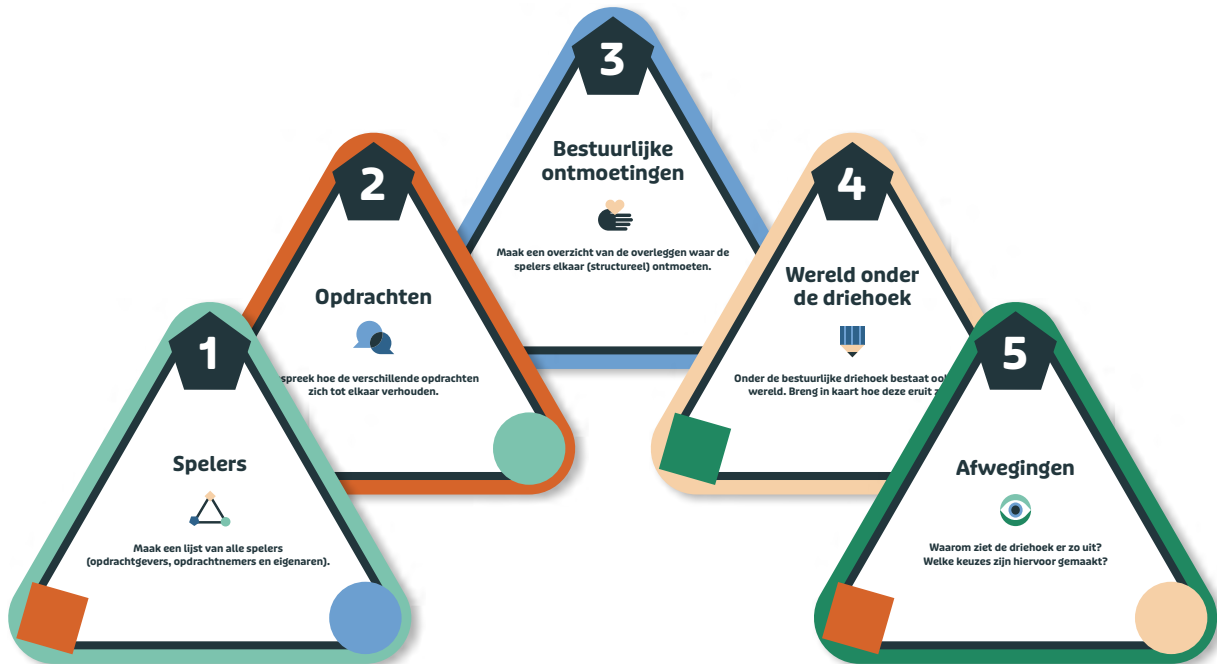 1
Spelers
Maak een lijst van alle spelers
(opdrachtgevers, opdrachtnemers en eigenaren).
2
Opdrachten
spreek hoe de verschillende opdrachten
zich tot elkaar verhouden.
3
Bestuurlijke
ontmoetingen
Maak een overzicht van de overleggen waar de
spelers elkaar (structureel) ontmoeten.
4
Wereld onder
de driehoek
Onder de bestuurlijke driehoek bestaat
wereld. Breng in kaart hoe deze eruit
5
Afwegingen
Waarom ziet de driehoek er zo uit?
Welke keuzes zijn hiervoor gemaakt?